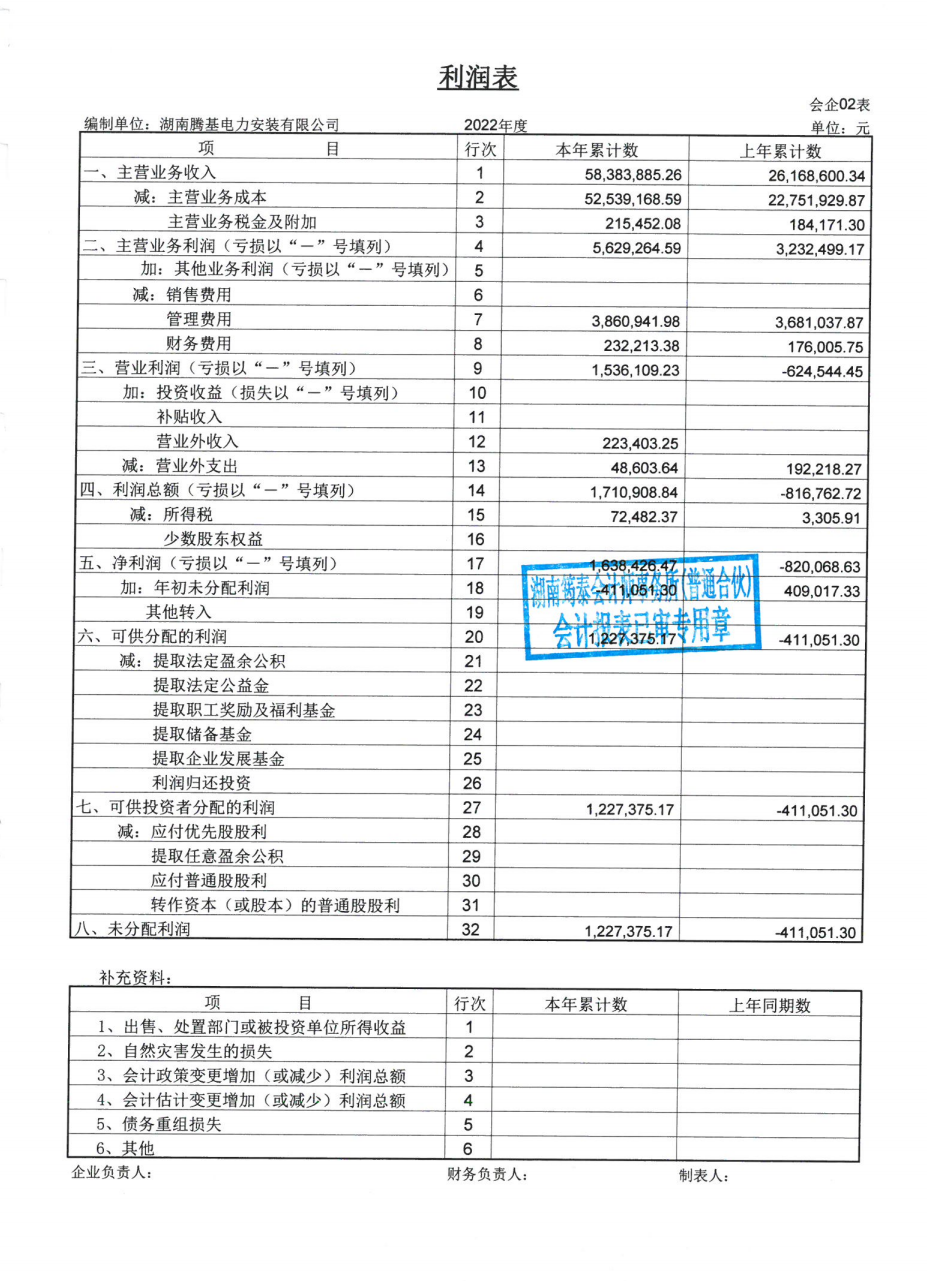 利润表
会企02表
编制单位：湖南腾基电力安装有限公司 2022年度 单位：元
项 目 行次 本年累计数 上年累计数
一、主营业务收入 1 58,383,885.26 26,168,600.34
减：主营业务成本 2 52,539,168.59 22,751,929.87
主营业务税金及附加 3 215,452.08 184,171.30
二、主营业务利润（亏损以“－”号填列） 4 5,629,264.59 3,232,499.17
加：其他业务利润（亏损以“－”号填列） 5
减：销售费用 6
管理费用 7 3,860,941.98 3,681,037.87
财务费用 8 232,213.38 176,005.75
三、营业利润（亏损以“－”号填列） 9 1,536,109.23 -624,544.45
加：投资收益（损失以“－”号填列） 10
补贴收入 11
营业外收入 12 223,403.25
减：营业外支出 13 48,603.64 192,218.27
四、利润总额（亏损以“－”号填列） 14 1,710,908.84 -816,762.72
减：所得税 15 72,482.37 3,305.91
少数股东权益 16
五、净利润（亏损以“－”号填列） 17 1,638,426.47 -820,068.63
加：年初未分配利润 18 -411,051.30 409,017.33
湖南筠泰会计师事务所(普通合伙)
其他转入 19
会计报表已审专用章
六、可供分配的利润 20 1,227,375.17 -411,051.30
减：提取法定盈余公积 21
提取法定公益金 22
提取职工奖励及福利基金 23
提取储备基金 24
提取企业发展基金 25
利润归还投资 26
七、可供投资者分配的利润 27 1,227,375.17 -411,051.30
减：应付优先股股利 28
提取任意盈余公积 29
应付普通股股利 30
转作资本（或股本）的普通股股利 31
八、未分配利润 32 1,227,375.17 -411,051.30
补充资料：
项 目 行次 本年累计数 上年同期数
1、出售、处置部门或被投资单位所得收益 1
2、自然灾害发生的损失 2
3、会计政策变更增加（或减少）利润总额 3
4、会计估计变更增加（或减少）利润总额 4
5、债务重组损失 5
6、其他 6
企业负责人： 财务负责人： 制表人：